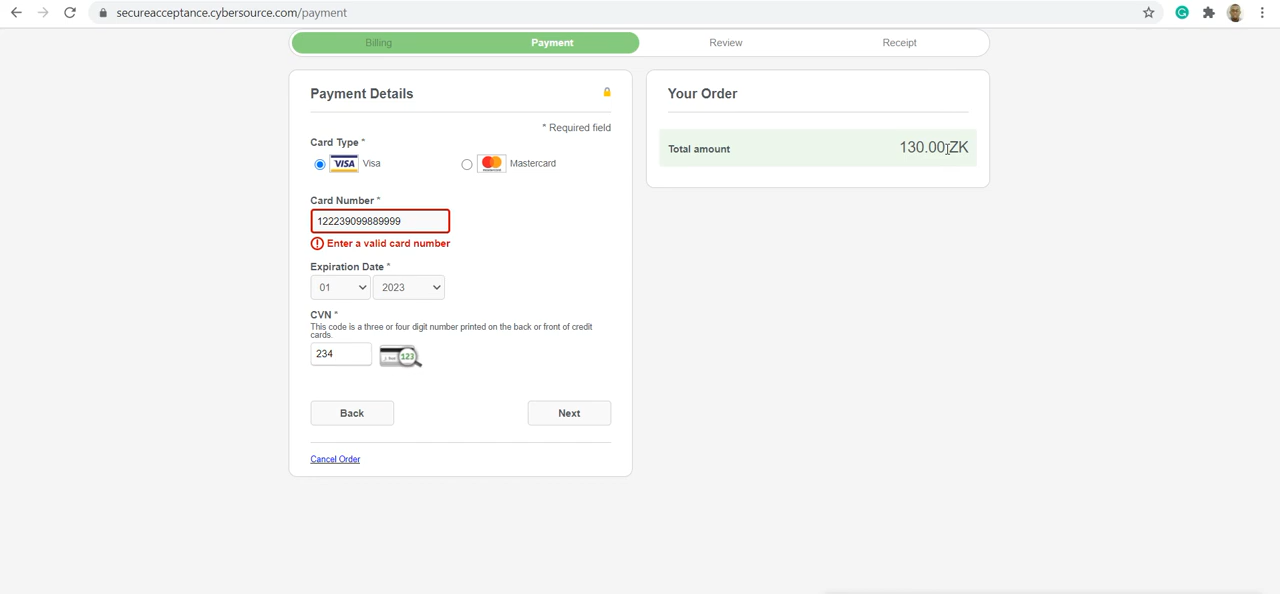 secureacceptance.cybersource.com/payment
Billing
Payment
Review
Receipt
Payment Details
* Required field
Card Type *
VISA
Visa
Mastercard
Card Number *
122239099889999
Enter a valid card number
Expiration Date *
01
2023
CVN *
This code is a three or four digit number printed on the back or front of credit
cards.
234
123
Back
Next
Cancel Order
Your Order
Total amount
130.00 ZK